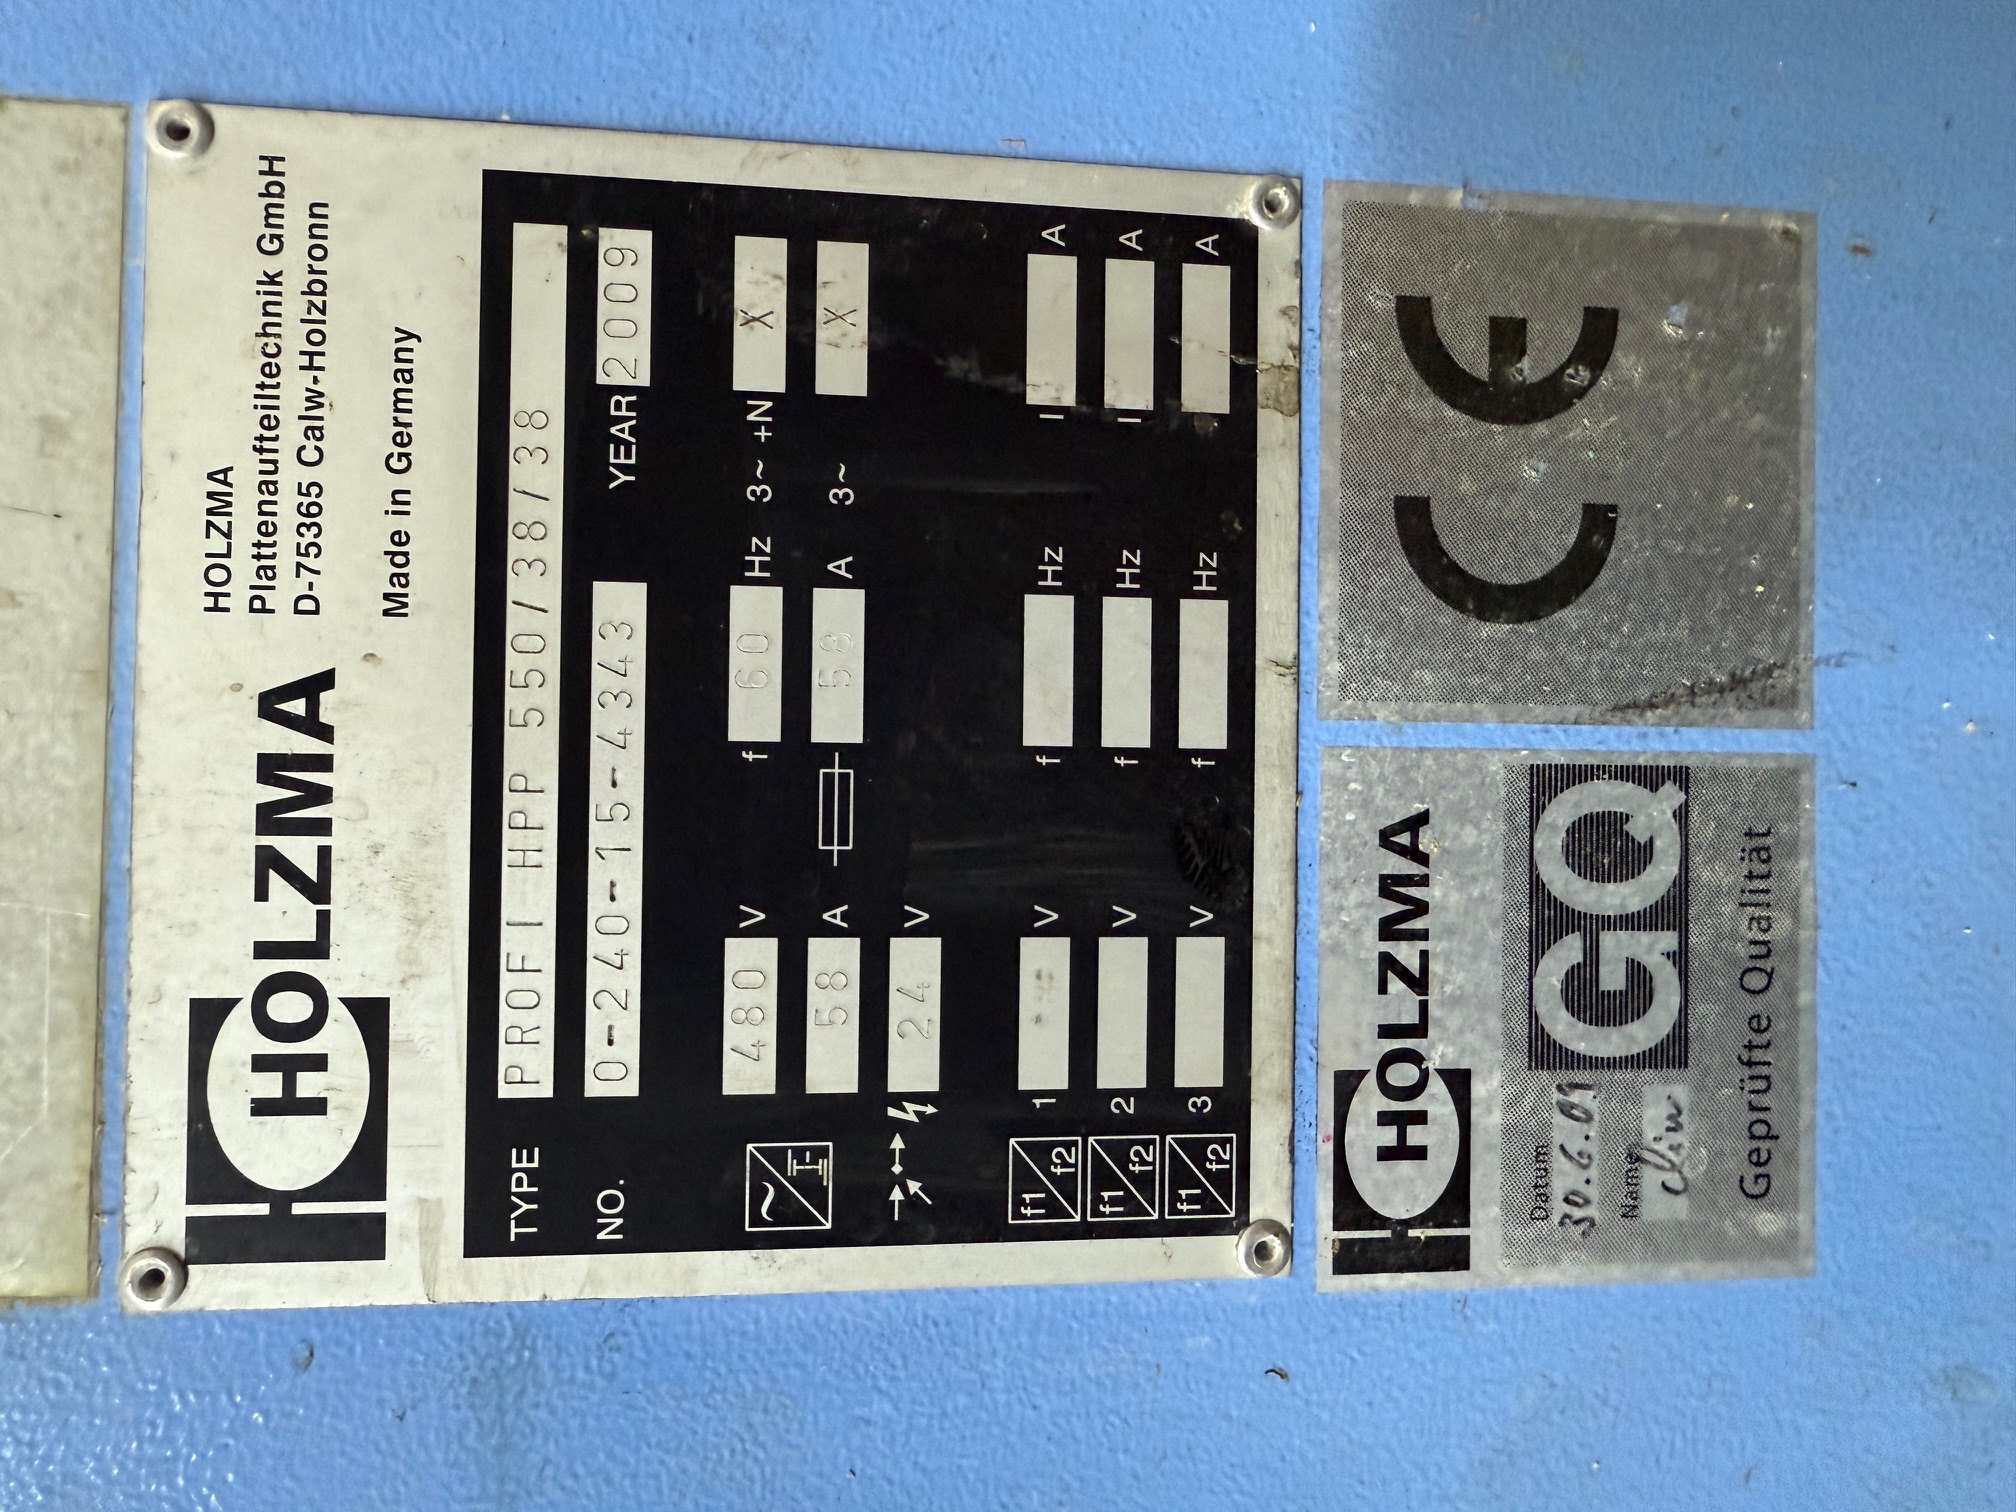 HOLZMA
HOLZMA
Plattenaufteiltechnik GmbH
D-75365 Calw-Holzbronn
Made in Germany
TYPE PROFI HPP 550/38/38
NO. 0-240-15-4343 YEAR 2009
480 V f 60 Hz 3~ +N X
58 A 58 A 3~ X
24 V
f1 f2 1 V f Hz I A
f1 f2 2 V f Hz I A
f1 f2 3 V f Hz I A
HOLZMA
Datum
30.6.09
Name
GQ
Geprüfte Qualität
CE